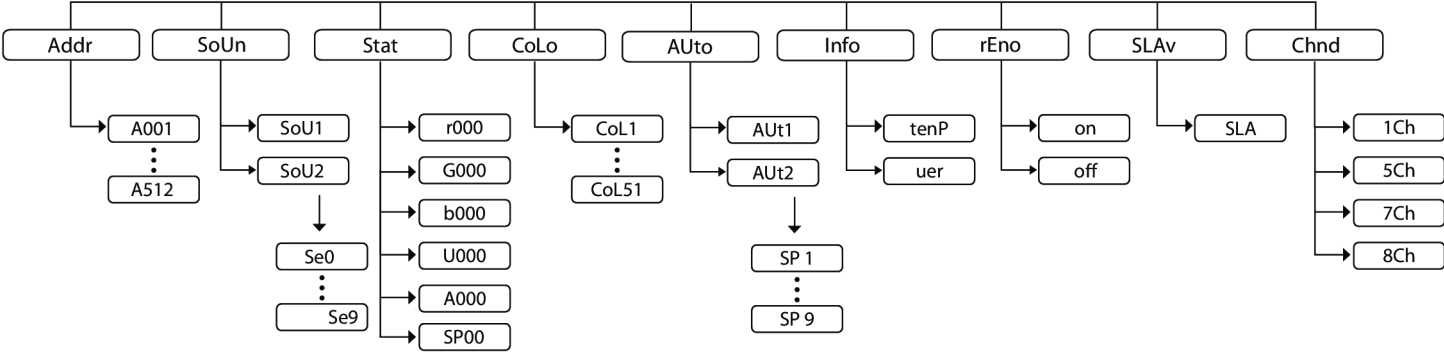 Addr SoUn Stat CoLo AUto Info rEno SLAv Chnd
A001 SoU1 r000 CoL1 AUt1 tenP on SLA 1Ch
A512 SoU2 G000 CoL51 AUt2 uer off 5Ch
b000 7Ch
Se0 U000 SP 1 8Ch
Se9 A000 SP 9
SP00